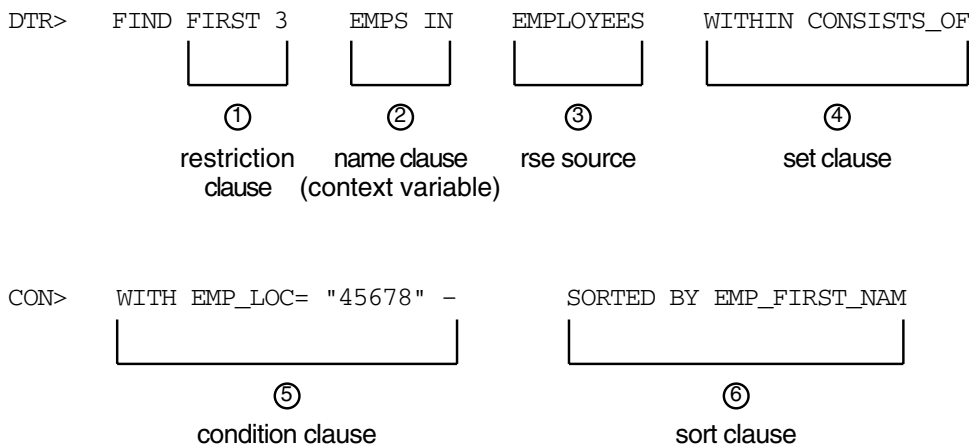 DTR> FIND FIRST 3 EMPS IN EMPLOYEES WITHIN CONSISTS_OF
① ② ③ ④
restriction clause name clause (context variable) rse source set clause
CON> WITH EMP_LOC= "45678" – SORTED BY EMP_FIRST_NAM
⑤ ⑥
condition clause sort clause